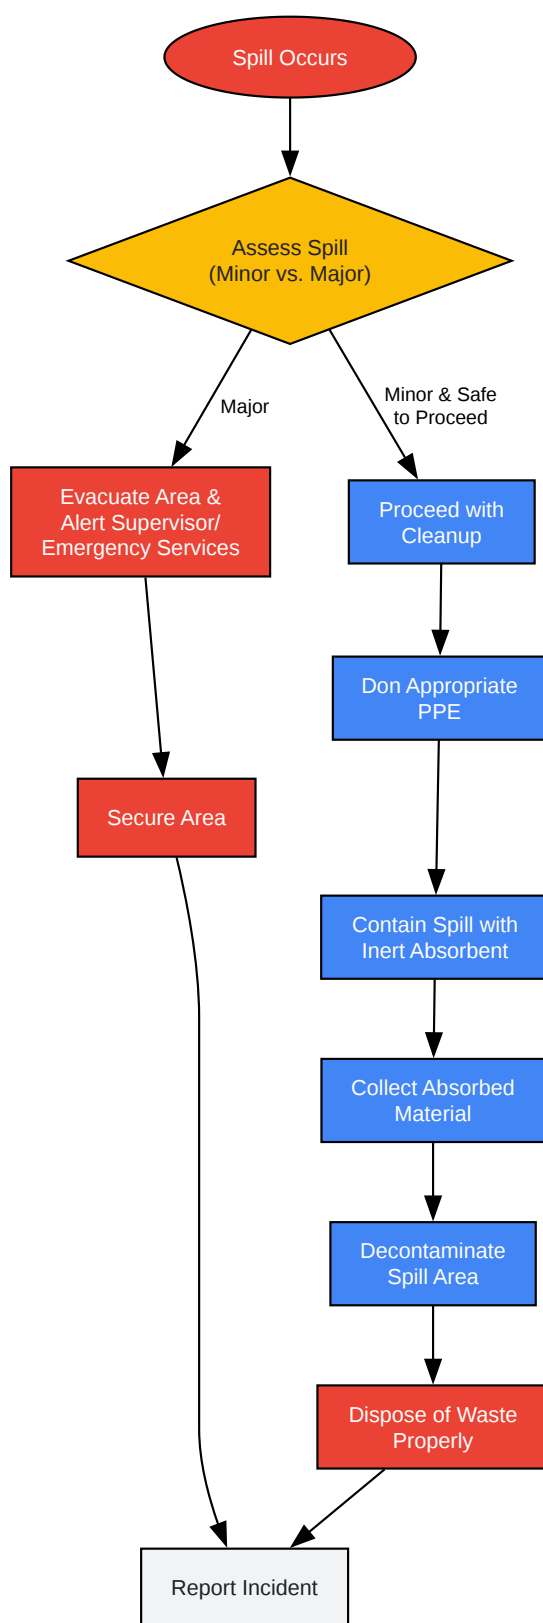 Spill Occurs
Assess Spill
(Minor vs. Major)
Major
Minor & Safe
to Proceed
Evacuate Area &
Alert Supervisor/
Emergency Services
Proceed with
Cleanup
Don Appropriate
PPE
Secure Area
Contain Spill with
Inert Absorbent
Collect Absorbed
Material
Decontaminate
Spill Area
Dispose of Waste
Properly
Report Incident